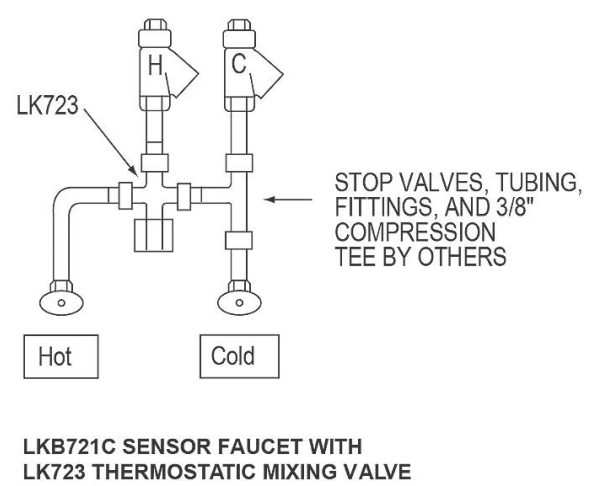 H C
LK723
STOP VALVES, TUBING,
FITTINGS, AND 3/8"
COMPRESSION
TEE BY OTHERS
Hot Cold
LKB721C SENSOR FAUCET WITH
LK723 THERMOSTATIC MIXING VALVE